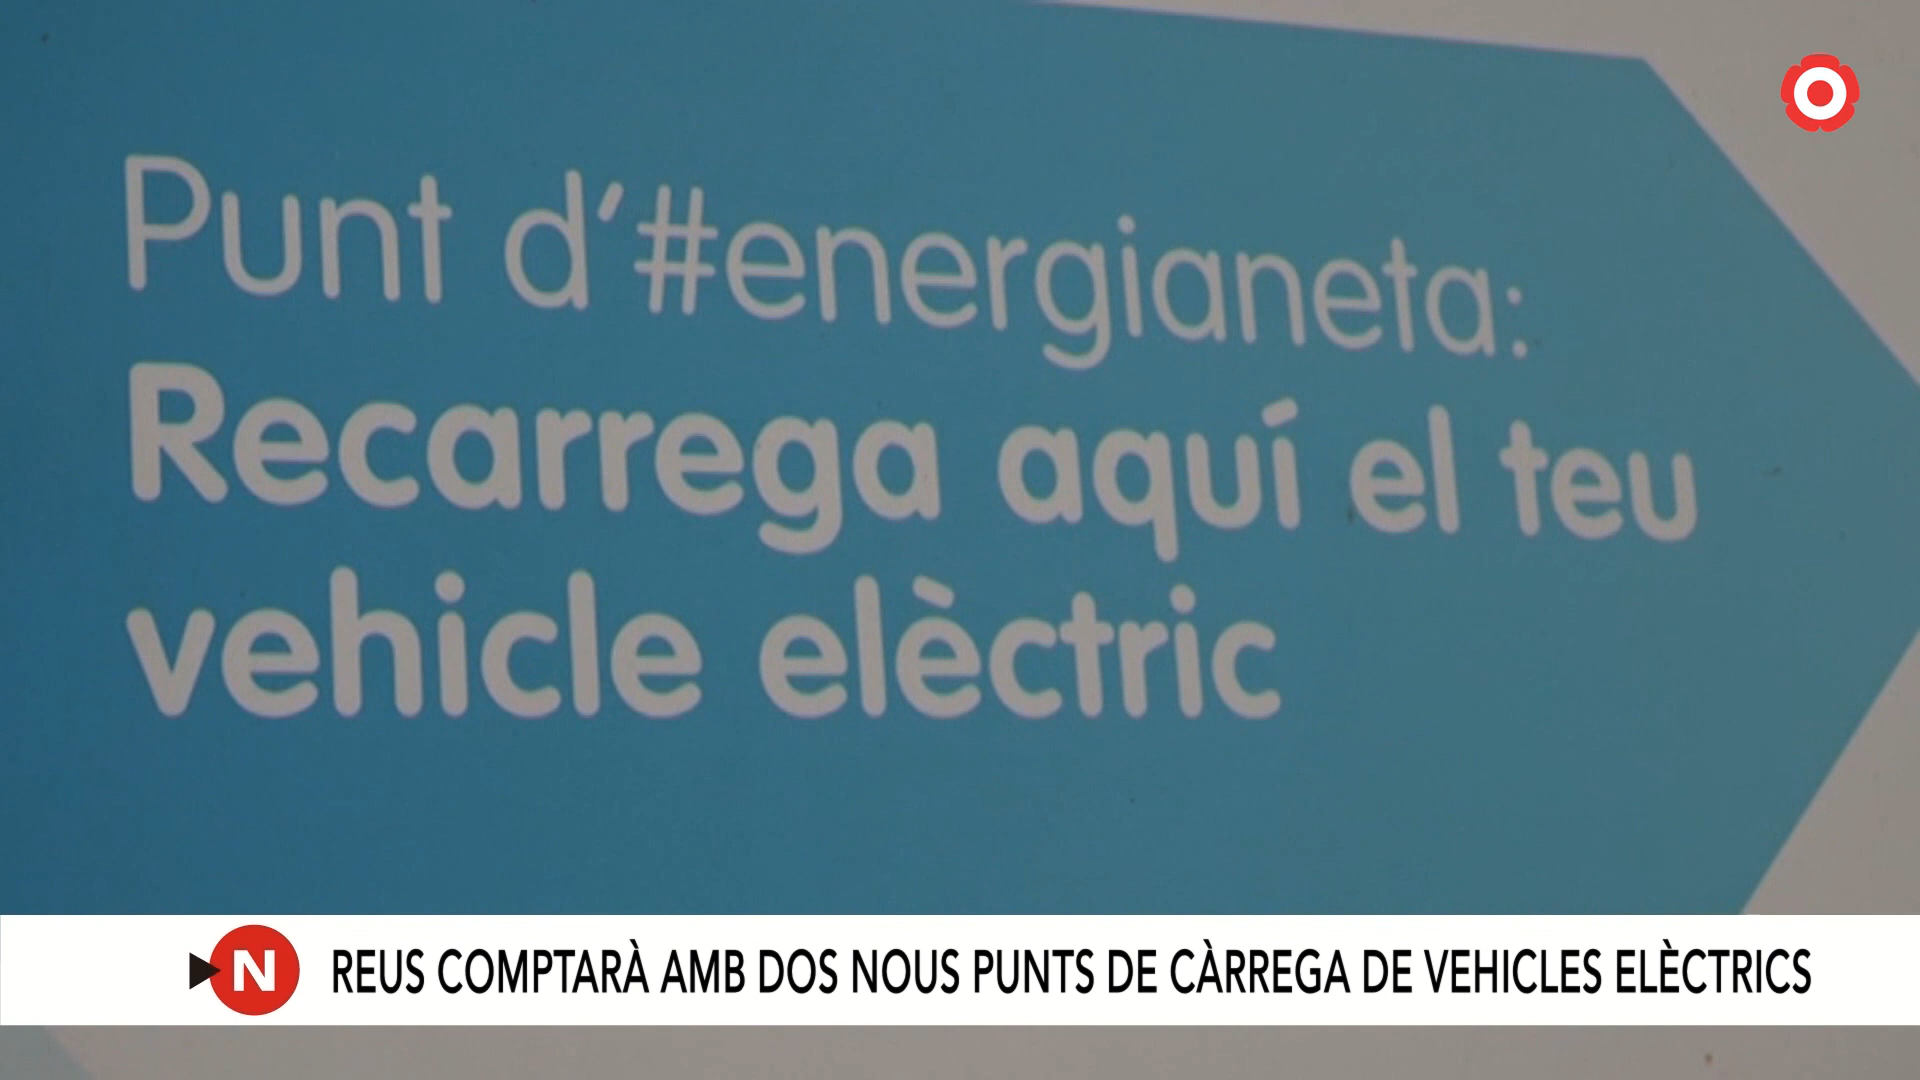 Punt d'#energianeta:
Recarrega aquí el teu
vehicle elèctric
N REUS COMPTARÀ AMB DOS NOUS PUNTS DE CÀRREGA DE VEHICLES ELÈCTRICS